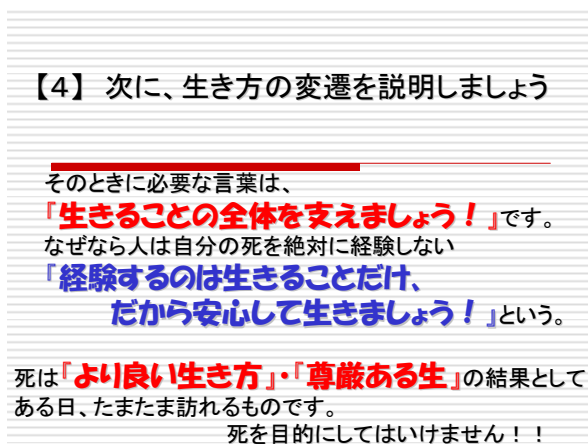 【４】 次に、生き方の変遷を説明しましょう
そのときに必要な言葉は、
『生きることの全体を支えましょう！』です。
なぜなら人は自分の死を絶対に経験しない
『経験するのは生きることだけ、
だから安心して生きましょう！』という。
死は『より良い生き方』・『尊厳ある生』の結果として
ある日、たまたま訪れるものです。
死を目的にしてはいけません！！